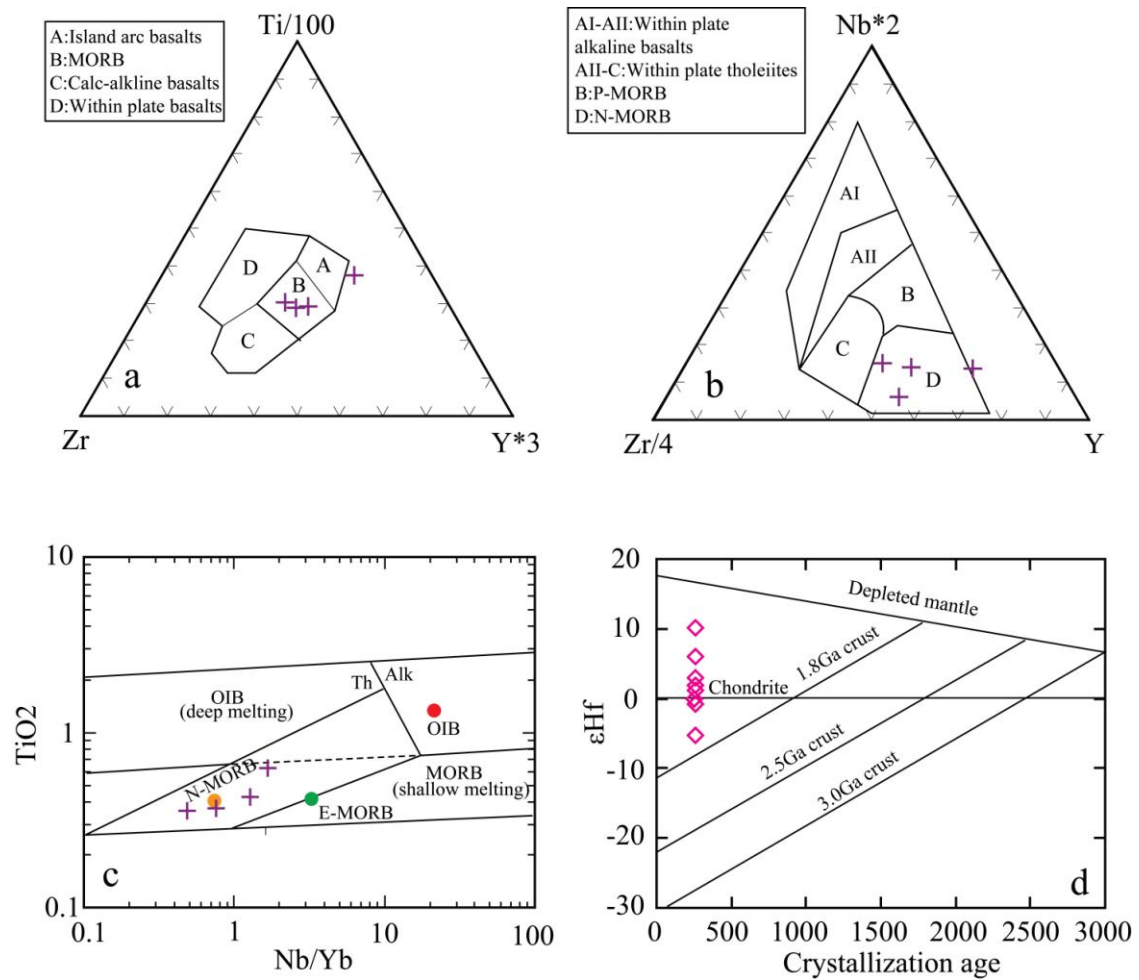 A:Island arc basalts
B:MORB
C:Calc-alkline basalts
D:Within plate basalts
Ti/100
D
A
B
C
a
Zr
Y*3
AI-AII:Within plate
alkaline basalts
AII-C:Within plate tholeiites
B:P-MORB
D:N-MORB
Nb*2
AI
AII
B
C
D
b
Zr/4
Y
10
1
0.1
TiO2
OIB
(deep melting)
Th
Alk
OIB
N-MORB
MORB
(shallow melting)
E-MORB
c
0.1
1
10
100
Nb/Yb
20
10
0
-10
-20
-30
εHf
Depleted mantle
1.8Ga crust
Chondrite
2.5Ga crust
3.0Ga crust
d
0
500
1000
1500
2000
2500
3000
Crystallization age